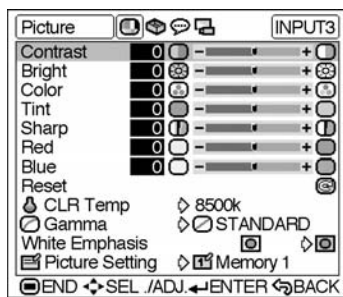 Picture INPUT3
Contrast 0 - +
Bright 0 - +
Color 0 - +
Tint 0 - +
Sharp 0 - +
Red 0 - +
Blue 0 - +
Reset
CLR Temp 8500k
Gamma STANDARD
White Emphasis
Picture Setting Memory 1
END SEL ./ADJ. ENTER BACK